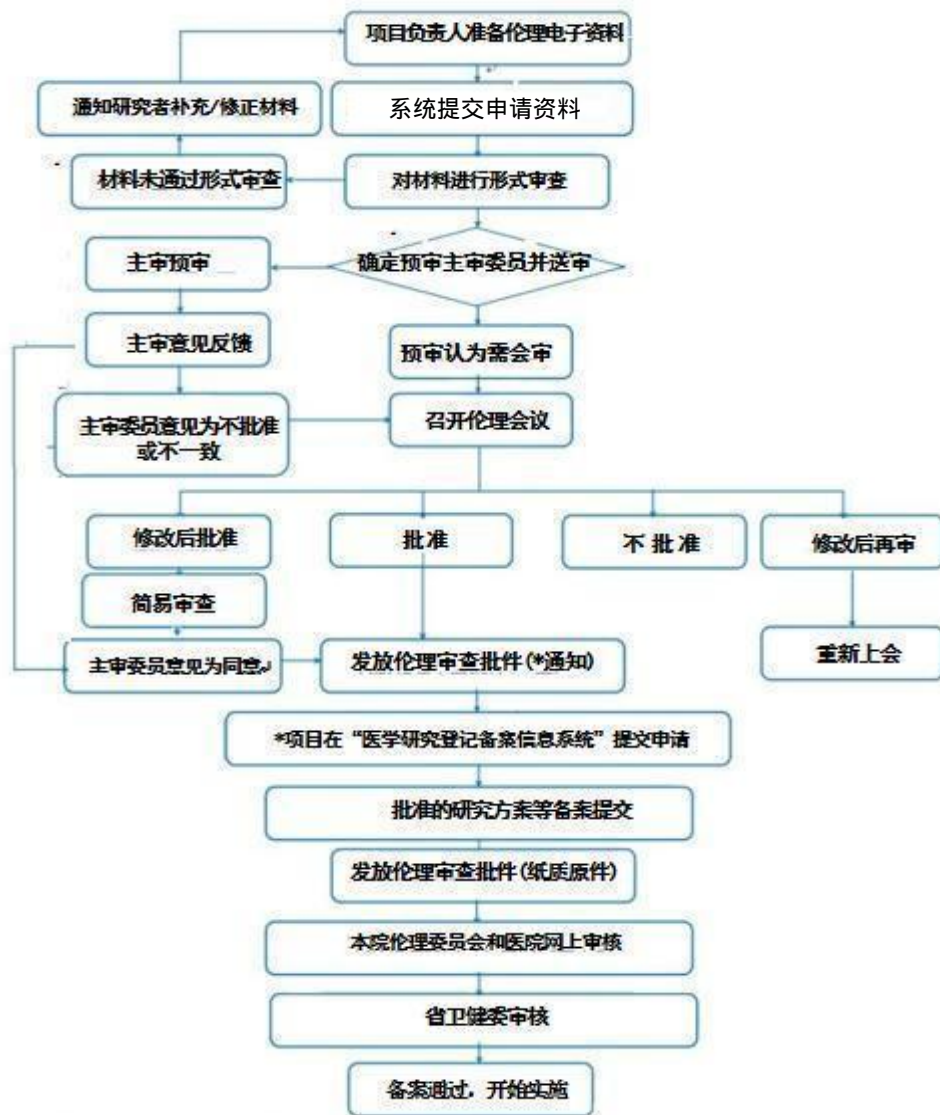 项目负责人准备伦理电子资料
通知研究者补充/修正材料
系统提交申请资料
材料未通过形式审查
对材料进行形式审查
主审预审
确定预审主审委员并送审
主审意见反馈
预审认为需会审
主审委员意见为不批准
或不一致
召开伦理会议
修改后批准
批准
不批准
修改后再审
简易审查
主审委员意见为同意
发放伦理审查批件(*通知)
重新上会
*项目在“医学研究登记备案信息系统”提交申请
批准的研究方案等备案提交
发放伦理审查批件(纸质原件)
本院伦理委员会和医院网上审核
省卫健委审核
备案通过，开始实施